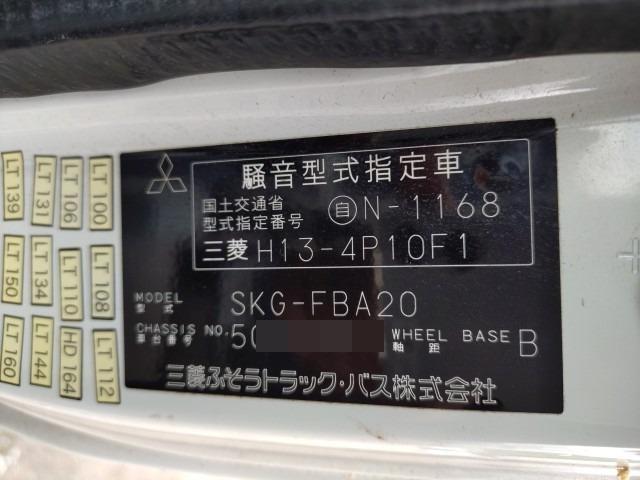 騒音型式指定車
国土交通省
型式指定番号
自 N-1168
三菱 H13-4P10F1
MODEL
型式
SKG-FBA20
CHASSIS NO.
車台番号
50
WHEEL BASE
軸距
B
三菱ふそうトラック・バス株式会社
LT 139
LT 131
LT 106
LT 100
LT 150
LT 134
LT 110
LT 108
LT 160
LT 144
HD 164
LT 112